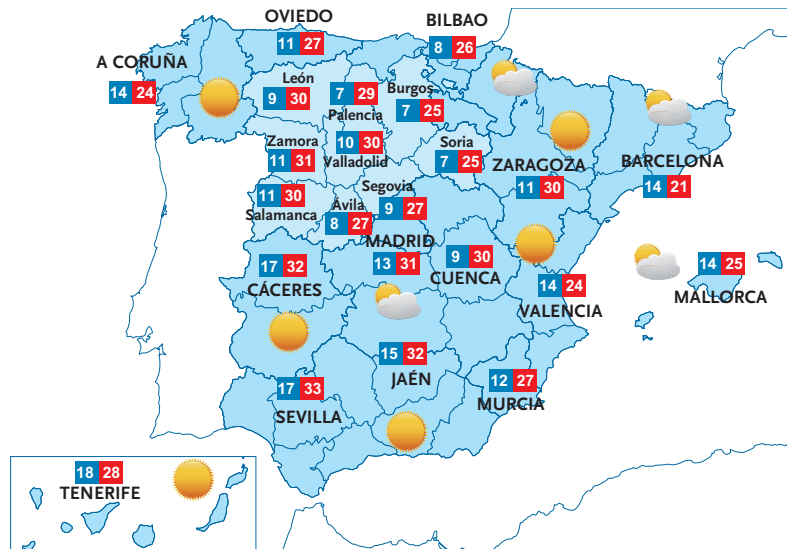 OVIEDO
11 27
BILBAO
8 26
A CORUÑA
14 24
León
9 30
7 29
Palencia
Burgos
7 25
Zamora
11 31
10 30
Valladolid
Soria
7 25
ZARAGOZA
11 30
BARCELONA
14 21
11 30
Salamanca
Segovia
9 27
Ávila
8 27
MADRID
13 31
9 30
CUENCA
17 32
CÁCERES
14 24
VALENCIA
14 25
MALLORCA
15 32
JAÉN
17 33
SEVILLA
12 27
MURCIA
18 28
TENERIFE